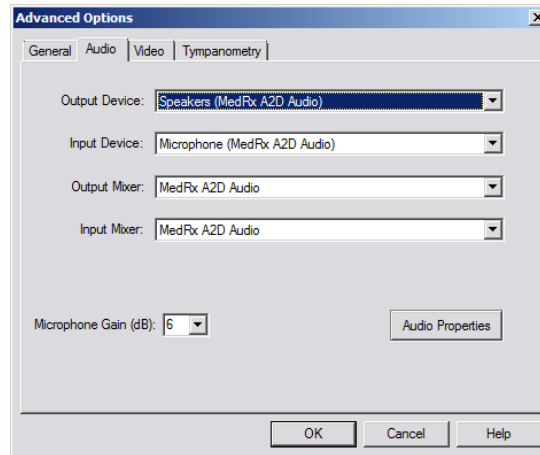 Advanced Options
General Audio Video Tympanometry
Output Device: Speakers (MedRx A2D Audio)
Input Device: Microphone (MedRx A2D Audio)
Output Mixer: MedRx A2D Audio
Input Mixer: MedRx A2D Audio
Microphone Gain (dB): 6 Audio Properties
OK Cancel Help